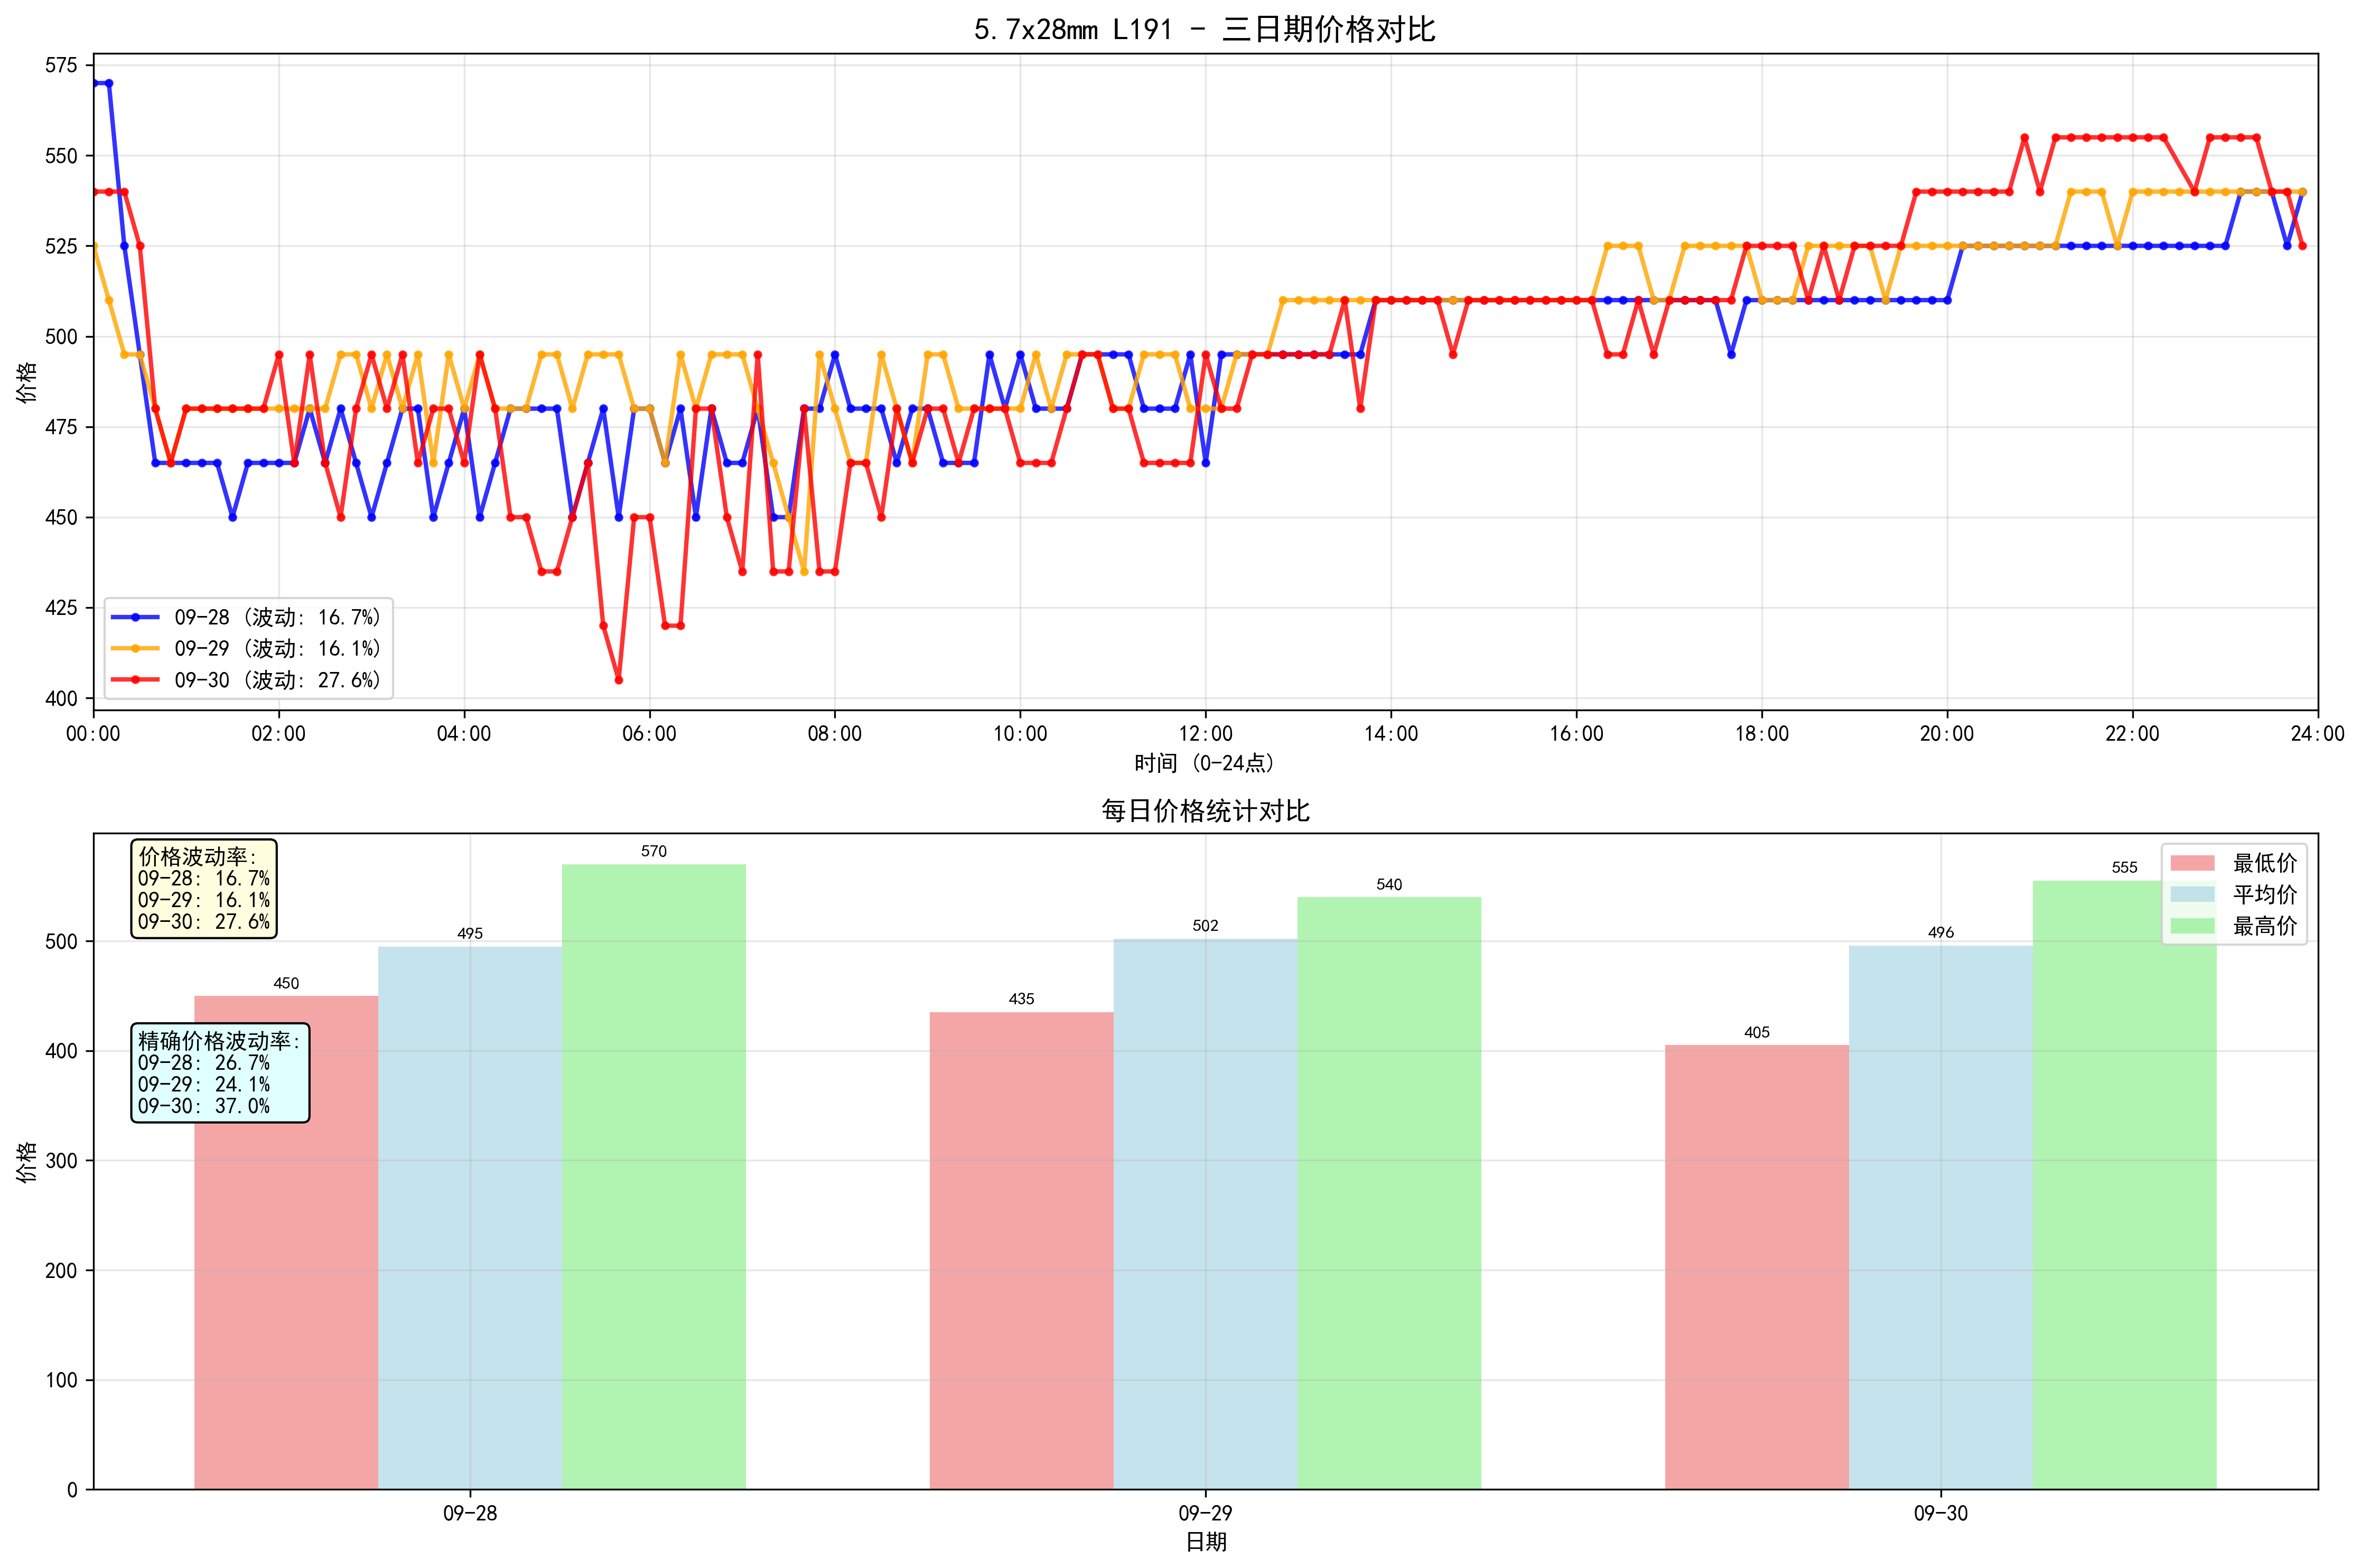 5.7x28mm L191 - 三日期价格对比
575
550
525
500
475
450
425
400
价格
09-28 (波动: 16.7%)
09-29 (波动: 16.1%)
09-30 (波动: 27.6%)
00:00 02:00 04:00 06:00 08:00 10:00 12:00 14:00 16:00 18:00 20:00 22:00 24:00
时间 (0-24点)
每日价格统计对比
价格波动率:
09-28: 16.7%
09-29: 16.1%
09-30: 27.6%
精确价格波动率:
09-28: 26.7%
09-29: 24.1%
09-30: 37.0%
最低价
平均价
最高价
450 495 570
435 502 540
405 496 555
500
400
300
200
100
0
价格
09-28 09-29 09-30
日期